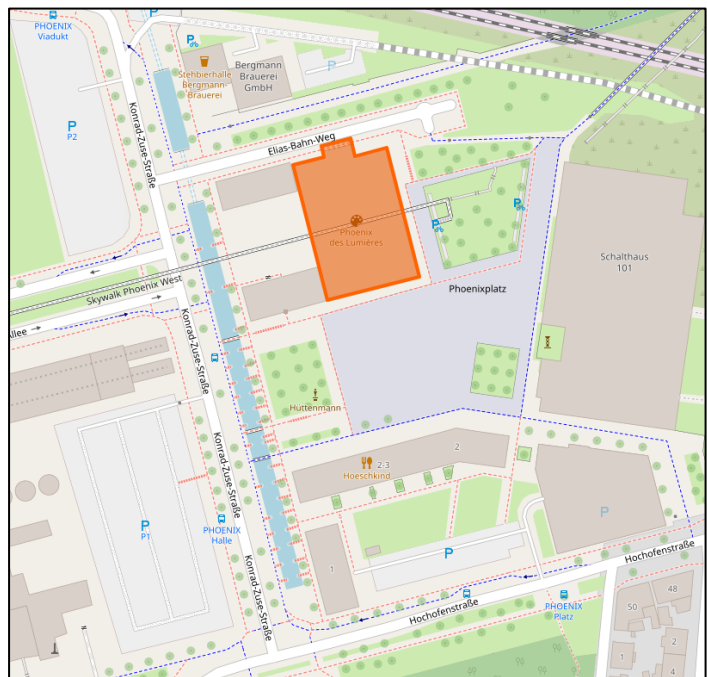 PHOENIX
Viadukt
P
P
Stehbierhalle
Bergmann-
Brauerei
Bergmann
Brauerei
GmbH
P
P
P2
Konrad-Zuse-Straße
Elias-Bahn-Weg
Phoenix
des Lumières
P
P
Schalthaus
101
Skywalk Phoenix West
Phoenixplatz
Allee
Konrad-Zuse-Straße
Hüttenmann
2
2-3
Hoeschkind
Konrad-Zuse-Straße
P
P1
PHOENIX
Halle
P
P
Hochofenstraße
1
Konrad-Zuse-Straße
Hochofenstraße
PHOENIX
Platz
48
50
2
1
4